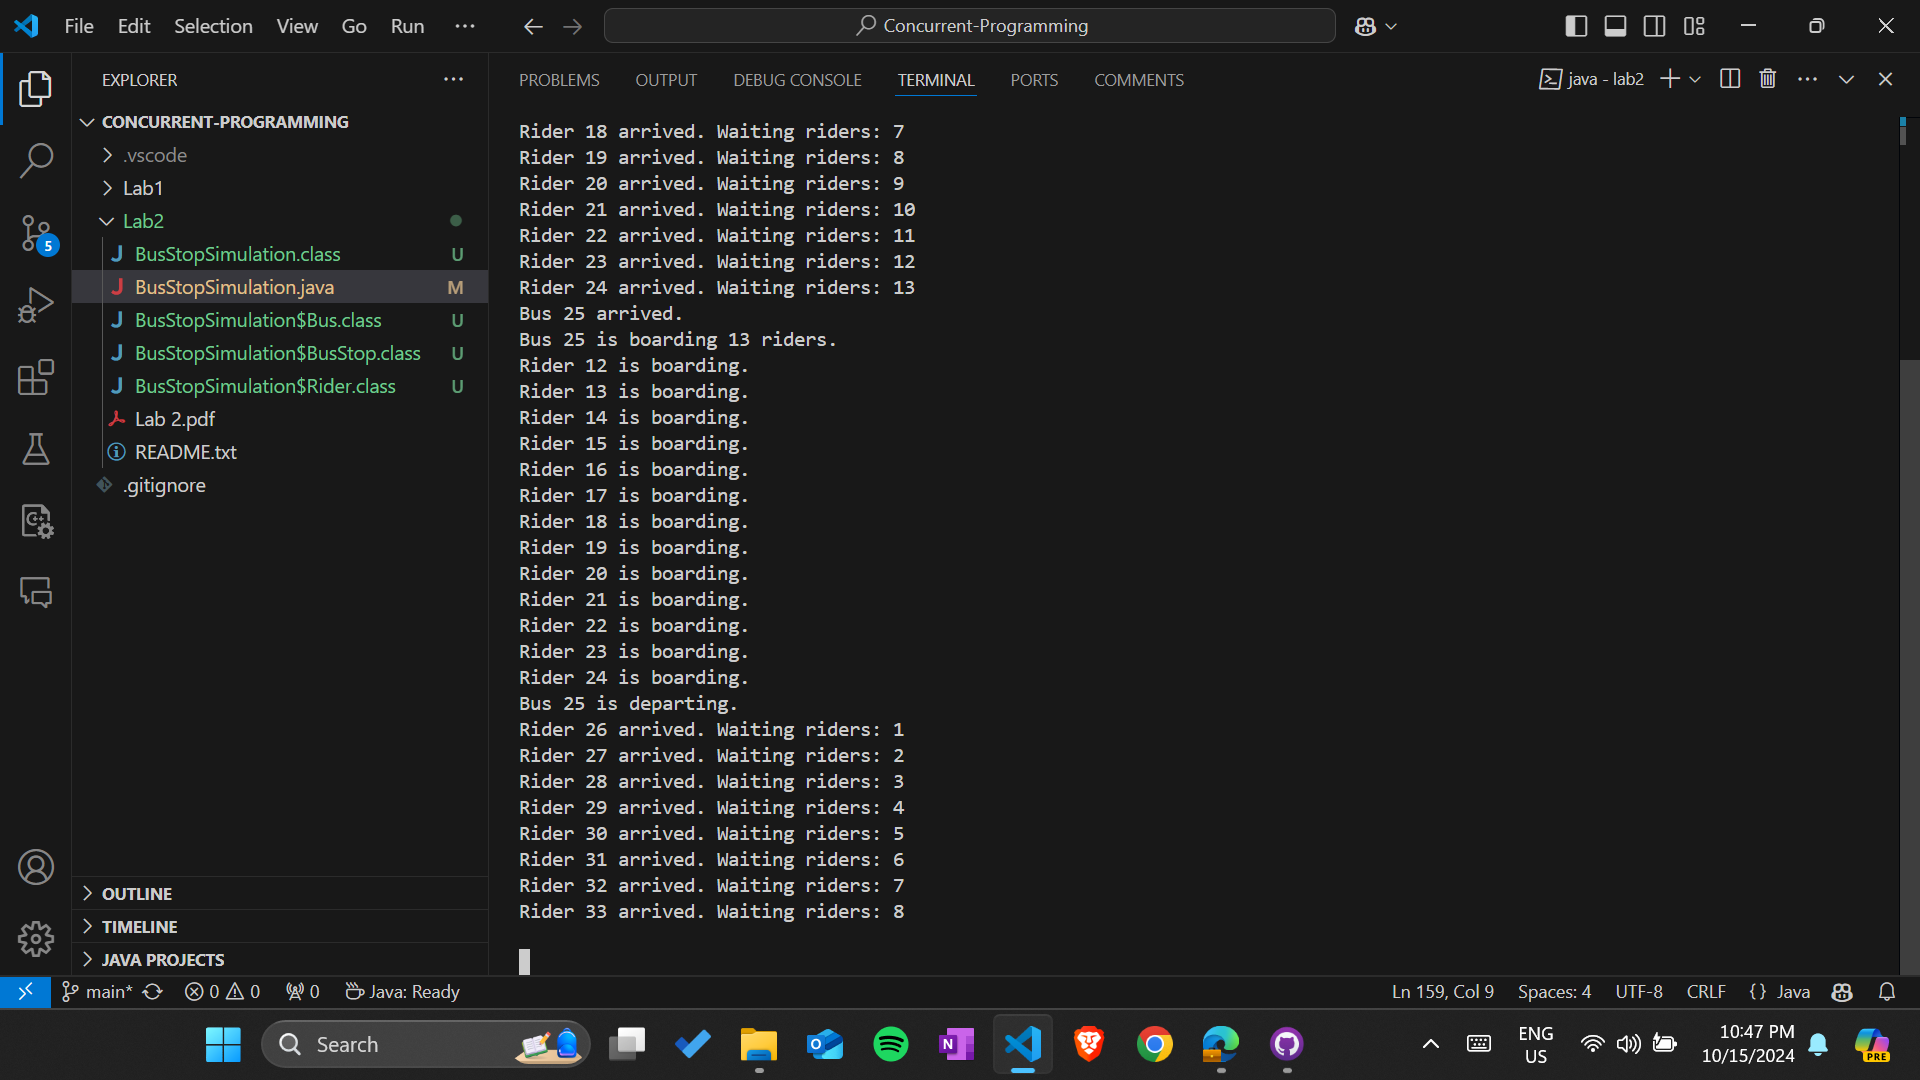 File Edit Selection View Go Run ···
Concurrent-Programming
EXPLORER
CONCURRENT-PROGRAMMING
.vscode
Lab1
Lab2
BusStopSimulation.class U
BusStopSimulation.java M
BusStopSimulation$Bus.class U
BusStopSimulation$BusStop.class U
BusStopSimulation$Rider.class U
Lab 2.pdf
README.txt
.gitignore
5
OUTLINE
TIMELINE
JAVA PROJECTS
PROBLEMS OUTPUT DEBUG CONSOLE TERMINAL PORTS COMMENTS
java - lab2
Rider 18 arrived. Waiting riders: 7
Rider 19 arrived. Waiting riders: 8
Rider 20 arrived. Waiting riders: 9
Rider 21 arrived. Waiting riders: 10
Rider 22 arrived. Waiting riders: 11
Rider 23 arrived. Waiting riders: 12
Rider 24 arrived. Waiting riders: 13
Bus 25 arrived.
Bus 25 is boarding 13 riders.
Rider 12 is boarding.
Rider 13 is boarding.
Rider 14 is boarding.
Rider 15 is boarding.
Rider 16 is boarding.
Rider 17 is boarding.
Rider 18 is boarding.
Rider 19 is boarding.
Rider 20 is boarding.
Rider 21 is boarding.
Rider 22 is boarding.
Rider 23 is boarding.
Rider 24 is boarding.
Bus 25 is departing.
Rider 26 arrived. Waiting riders: 1
Rider 27 arrived. Waiting riders: 2
Rider 28 arrived. Waiting riders: 3
Rider 29 arrived. Waiting riders: 4
Rider 30 arrived. Waiting riders: 5
Rider 31 arrived. Waiting riders: 6
Rider 32 arrived. Waiting riders: 7
Rider 33 arrived. Waiting riders: 8
main* 0 0 0 Java: Ready
Ln 159, Col 9 Spaces: 4 UTF-8 CRLF {} Java
Search
ENG
US
10:47 PM
10/15/2024
PRE